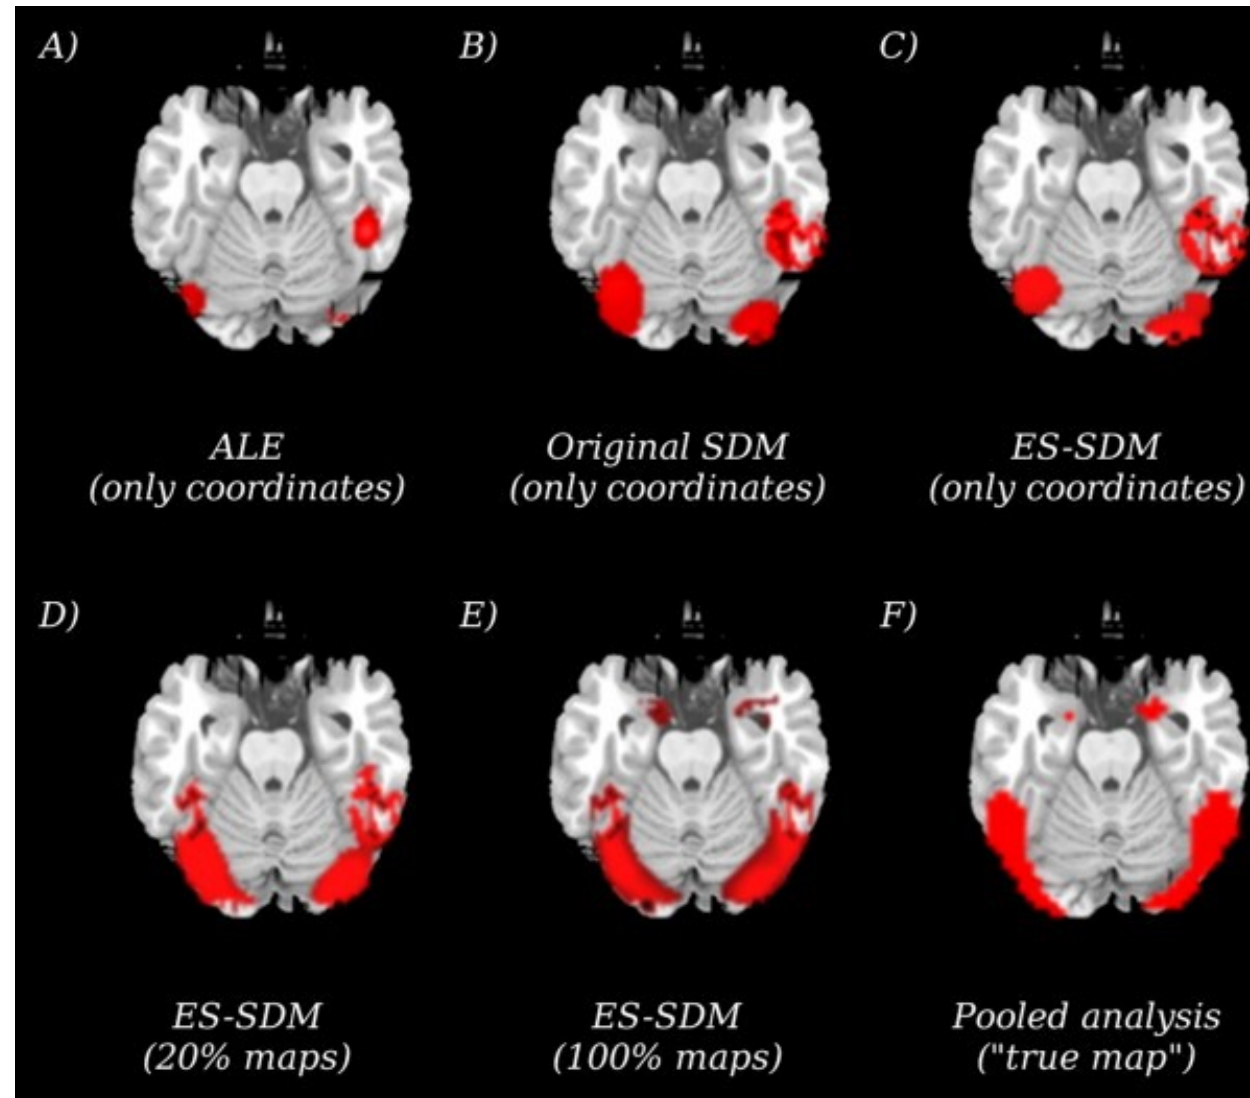 A)
B)
C)
ALE
(only coordinates)
Original SDM
(only coordinates)
ES-SDM
(only coordinates)
D)
E)
F)
ES-SDM
(20% maps)
ES-SDM
(100% maps)
Pooled analysis
("true map")